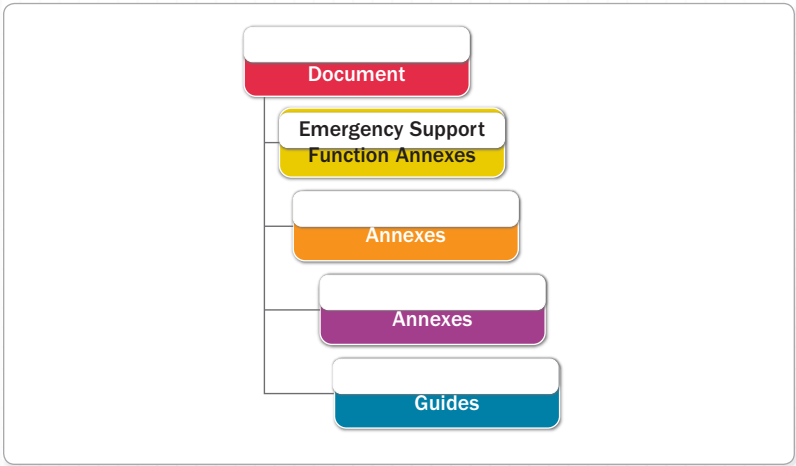 Document
Emergency Support
Function Annexes
Annexes
Annexes
Guides